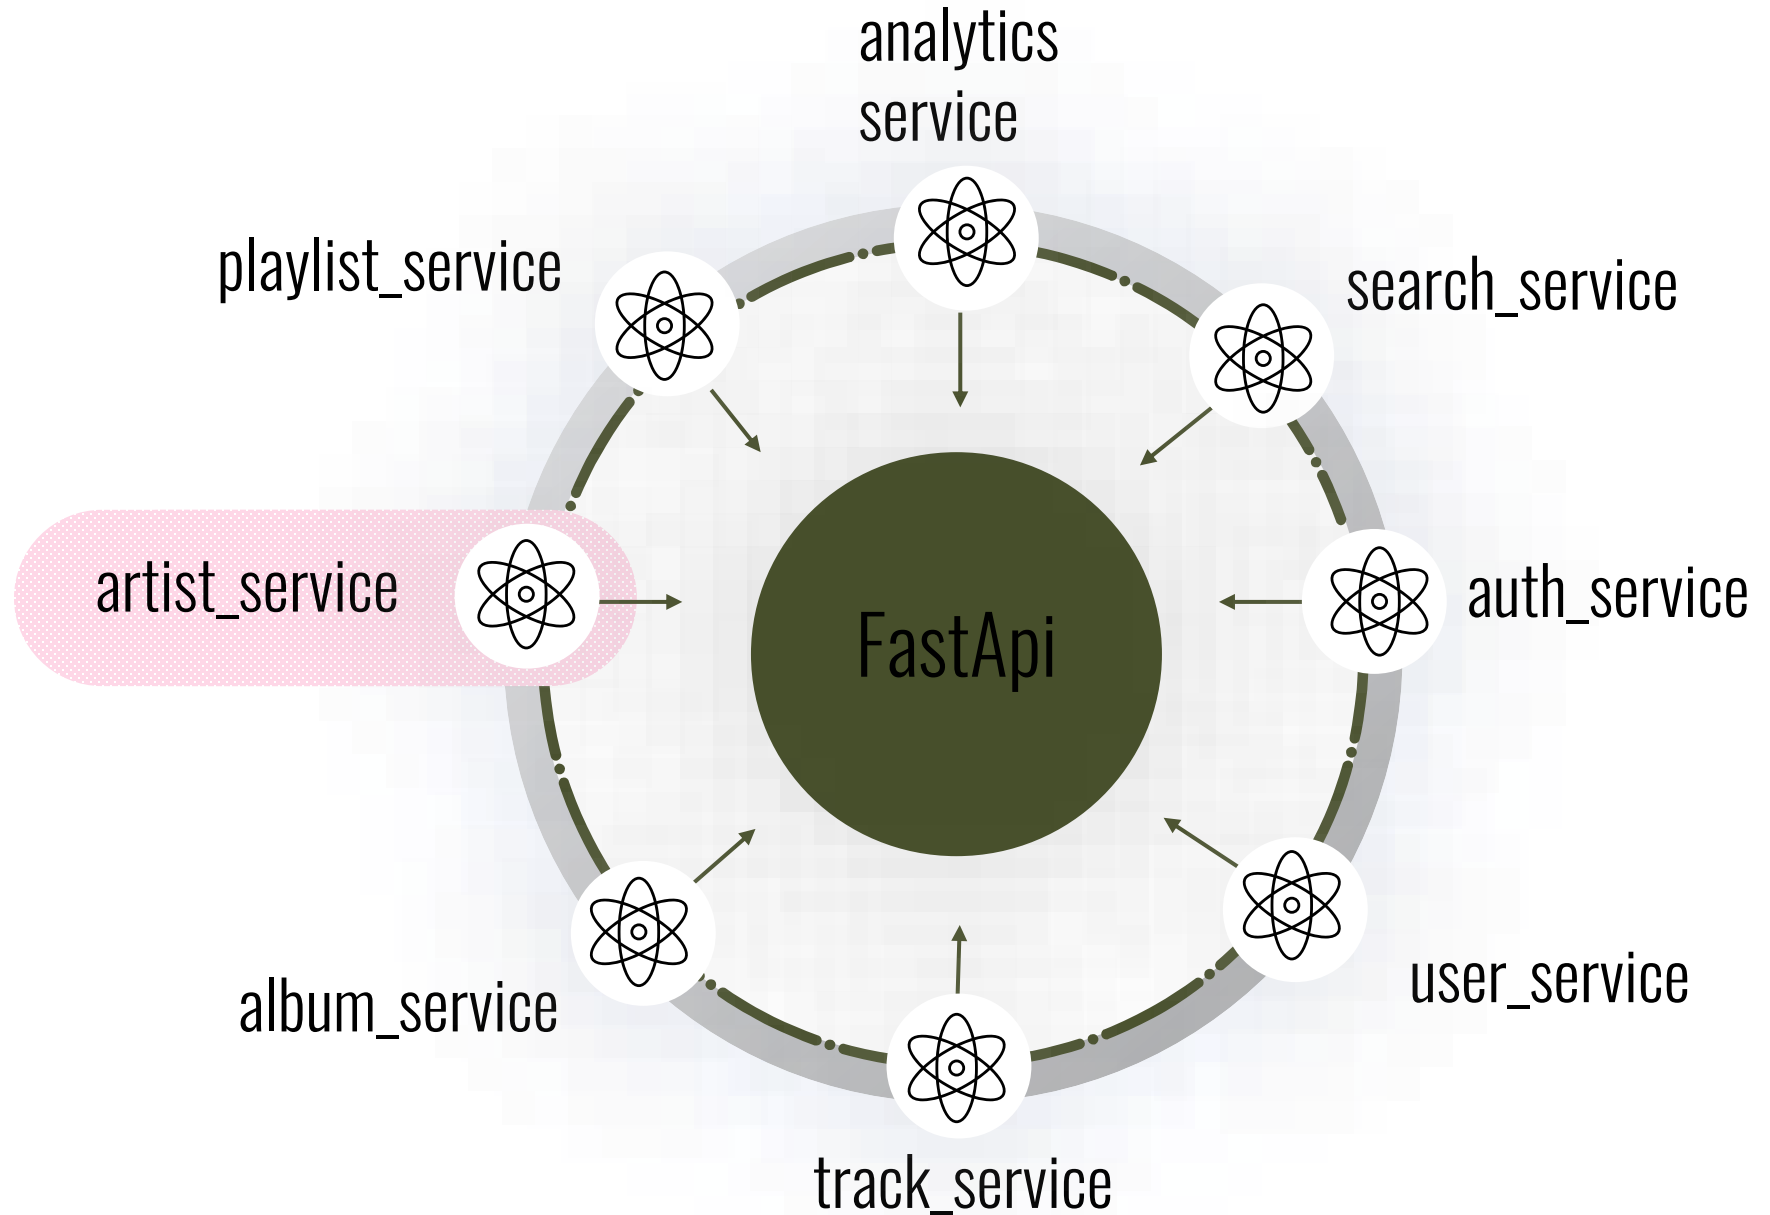 analytics
service
playlist_service
search_service
artist_service
auth_service
FastApi
user_service
album_service
track_service